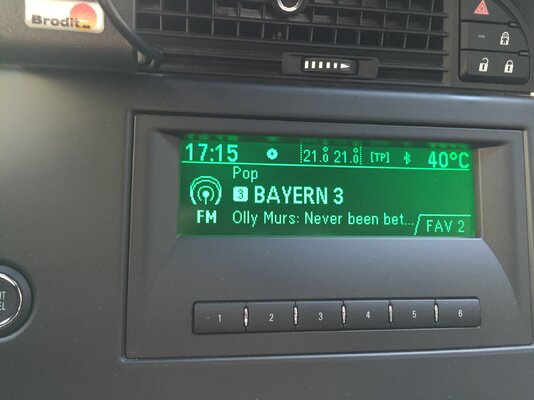 Brodit
17:15 21.0 21.0 [TP] 40°C
Pop
3 BAYERN 3
FM Olly Murs: Never been bet... FAV 2
1 2 3 4 5 6